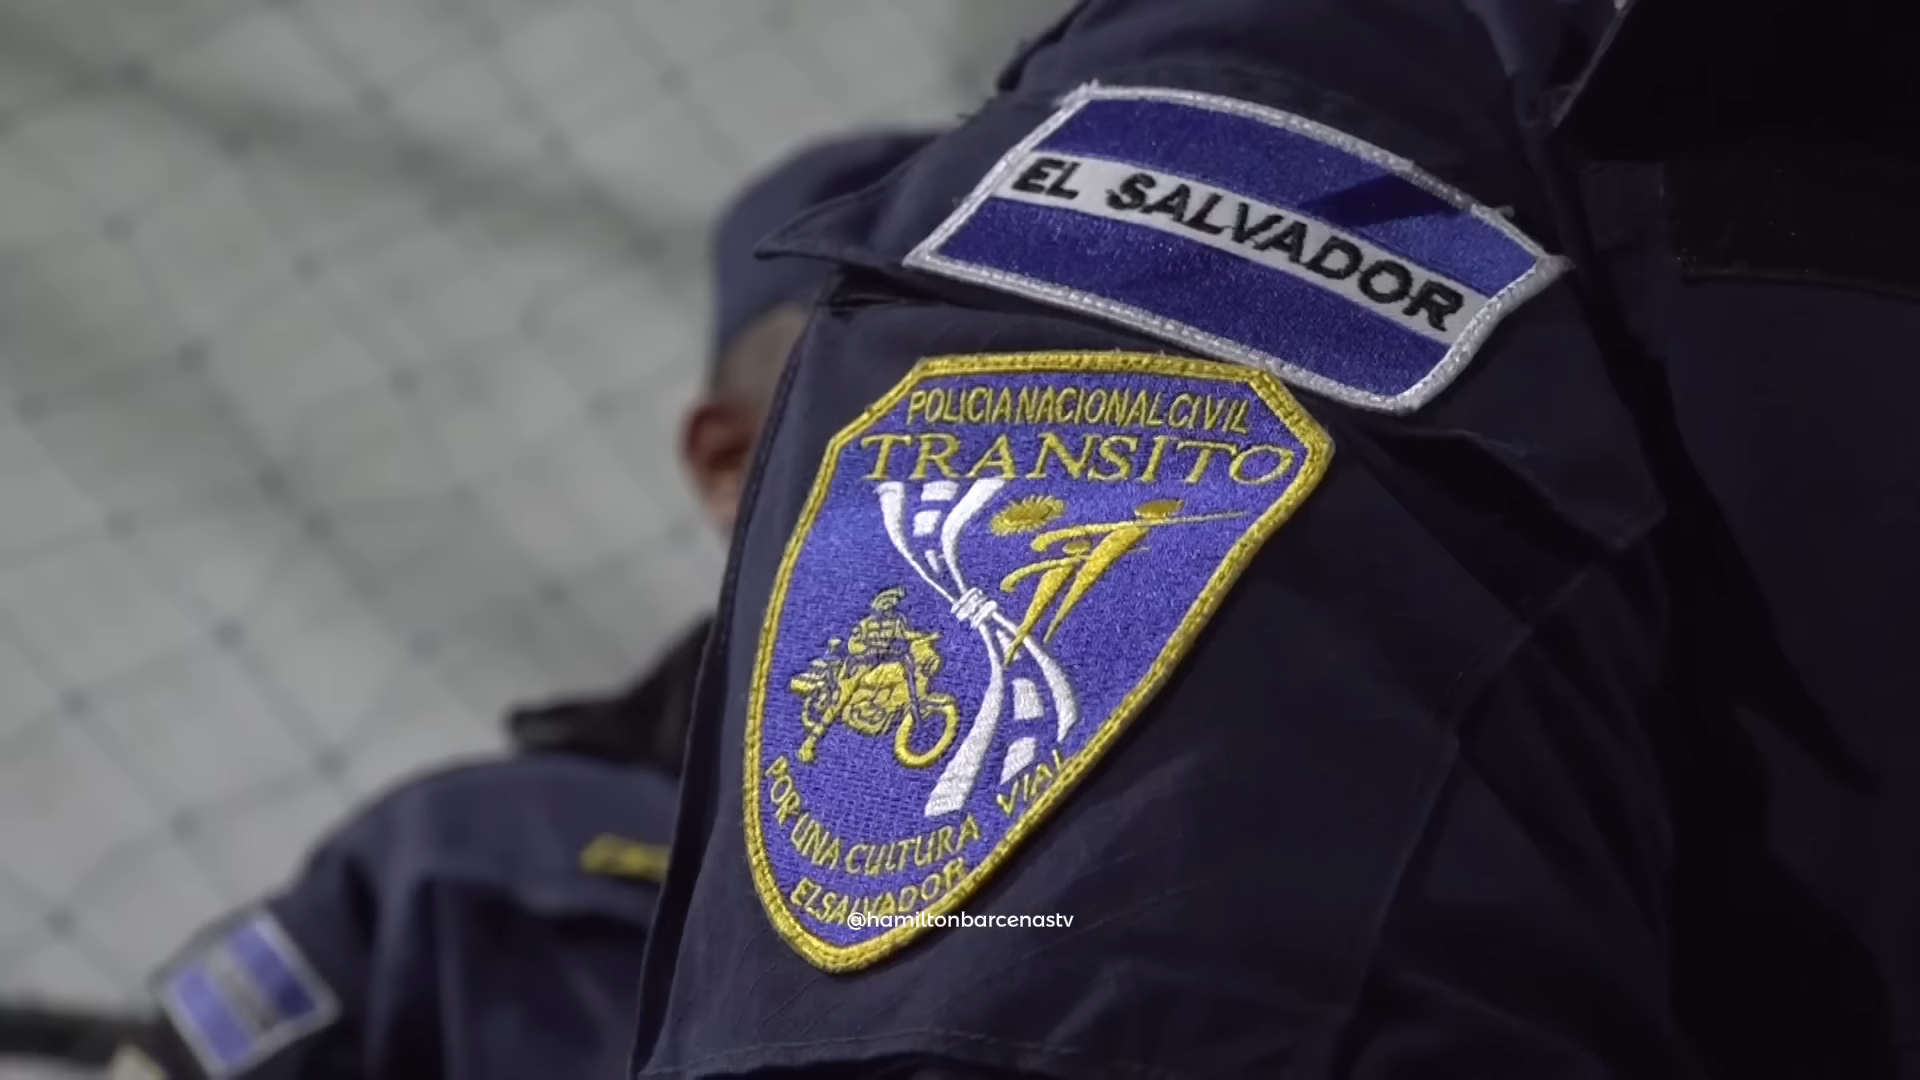 EL SALVADOR
POLICIA NACIONAL CIVIL
TRANSITO
POR UNA CULTURA VIAL
EL SALVADOR
@hamiltonbarcenastv